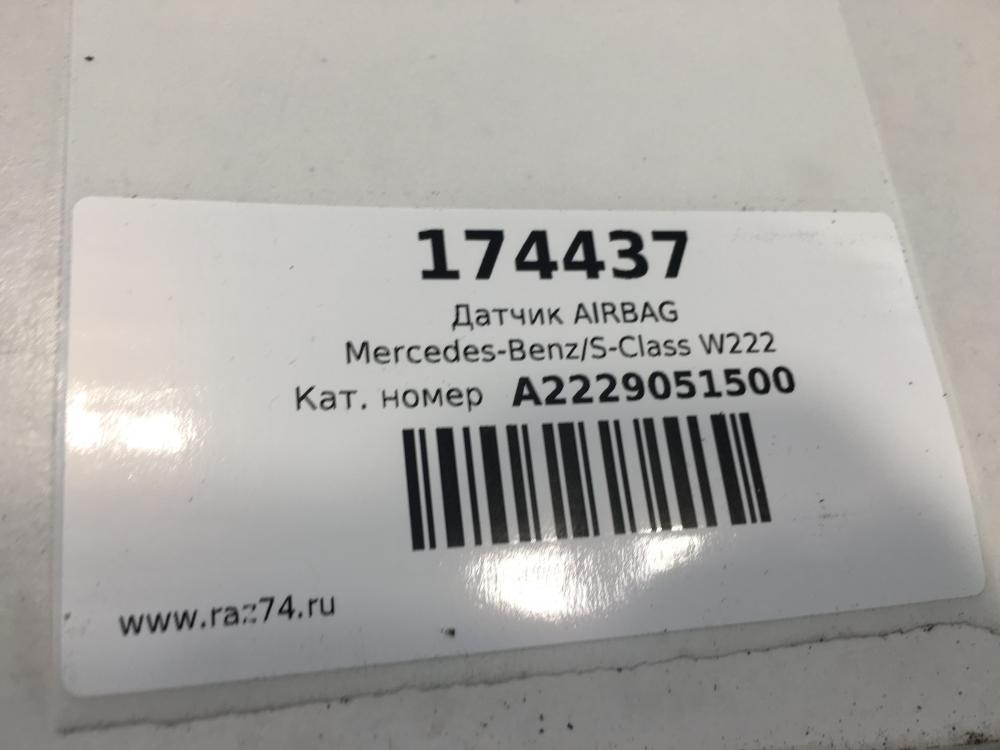 174437
Датчик AIRBAG
Mercedes-Benz/S-Class W222
Кат. номер A2229051500
www.raz74.ru